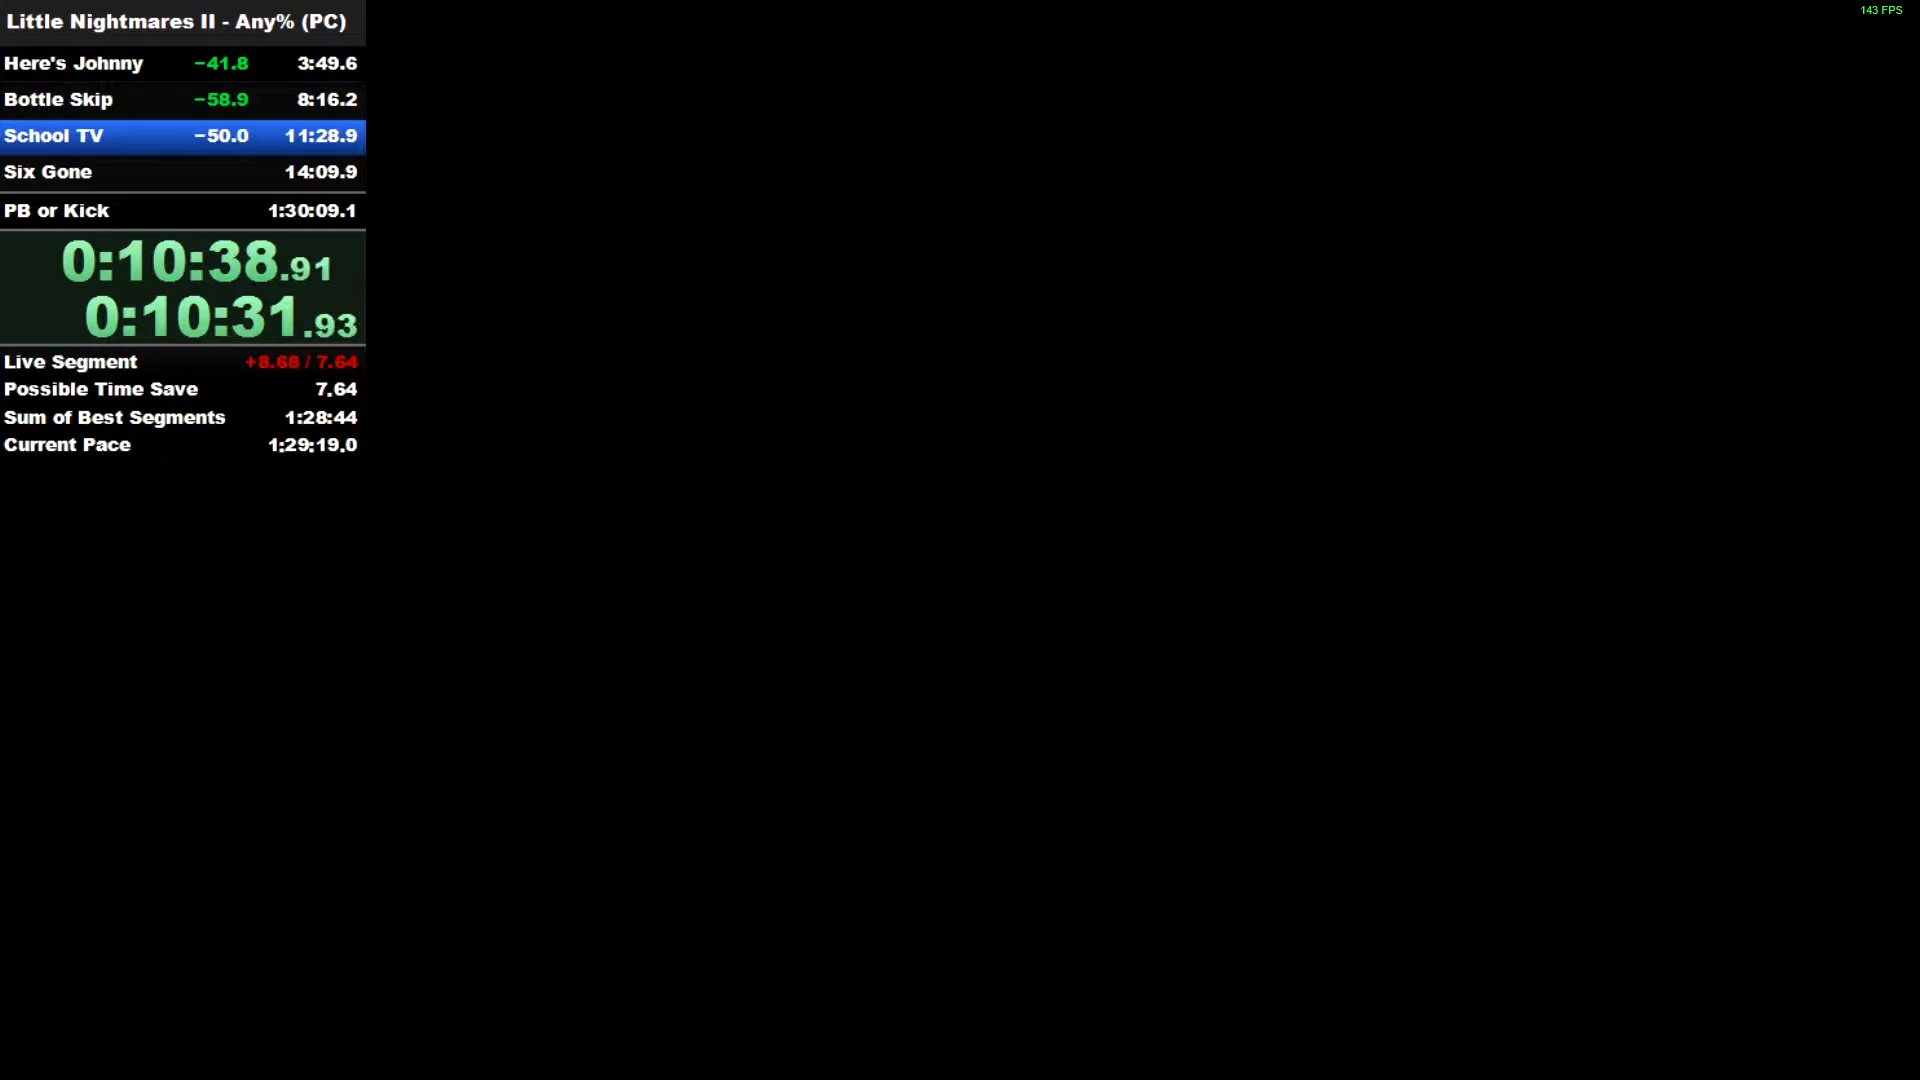 Little Nightmares II - Any% (PC)
143 FPS
Here's Johnny −41.8 3:49.6
Bottle Skip −58.9 8:16.2
School TV −50.0 11:28.9
Six Gone 14:09.9
PB or Kick 1:30:09.1
0:10:38.91
0:10:31.93
Live Segment +8.68 / 7.64
Possible Time Save 7.64
Sum of Best Segments 1:28:44
Current Pace 1:29:19.0